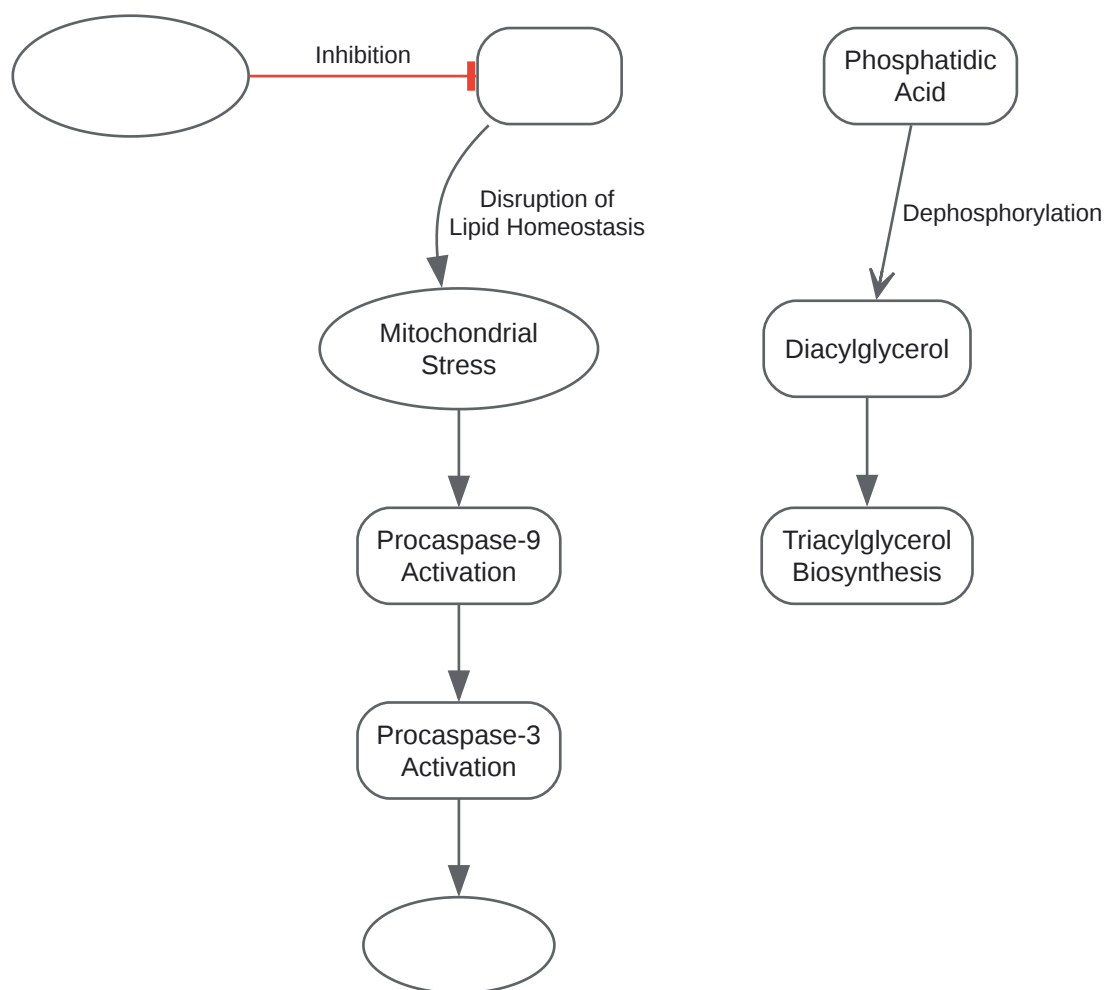 Inhibition
Phosphatidic
Acid
Disruption of
Lipid Homeostasis
Dephosphorylation
Mitochondrial
Stress
Diacylglycerol
Procaspase-9
Activation
Triacylglycerol
Biosynthesis
Procaspase-3
Activation